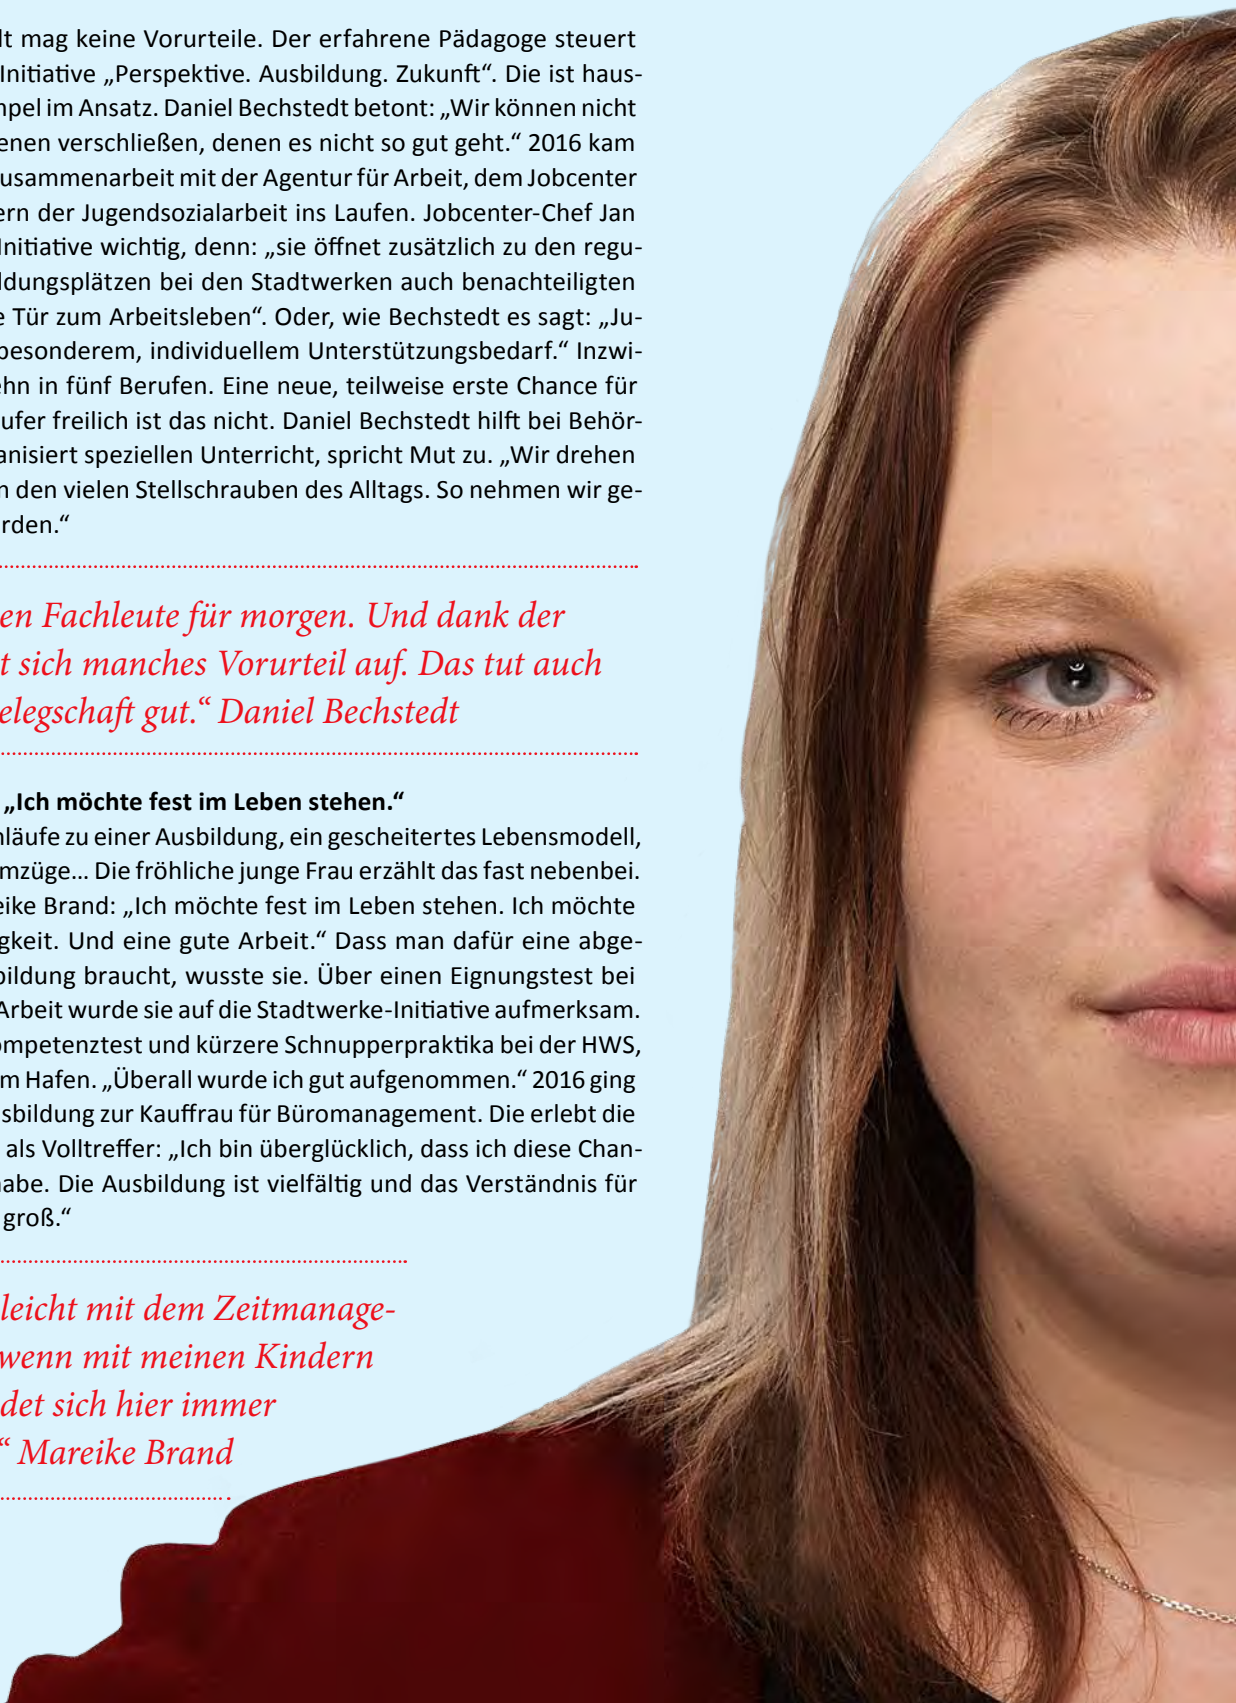 lt mag keine Vorurteile. Der erfahrene Pädagoge steuert
Initiative „Perspektive. Ausbildung. Zukunft“. Die ist haus-
npel im Ansatz. Daniel Bechstedt betont: „Wir können nicht
enen verschließen, denen es nicht so gut geht.“ 2016 kam
usammenarbeit mit der Agentur für Arbeit, dem Jobcenter
ern der Jugendsozialarbeit ins Laufen. Jobcenter-Chef Jan
Initiative wichtig, denn: „sie öffnet zusätzlich zu den regu-
ldungsplätzen bei den Stadtwerken auch benachteiligten
e Tür zum Arbeitsleben“. Oder, wie Bechstedt es sagt: „Ju-
besonderem, individuellem Unterstützungsbedarf.“ Inzwi-
ehn in fünf Berufen. Eine neue, teilweise erste Chance für
ufer freilich ist das nicht. Daniel Bechstedt hilft bei Behör-
anisiert speziellen Unterricht, spricht Mut zu. „Wir drehen
n den vielen Stellschrauben des Alltags. So nehmen wir ge-
rden.“
en Fachleute für morgen. Und dank der
t sich manches Vorurteil auf. Das tut auch
elegschaft gut.“ Daniel Bechstedt
„Ich möchte fest im Leben stehen.“
nläufe zu einer Ausbildung, ein gescheitertes Lebensmodell,
mzüge... Die fröhliche junge Frau erzählt das fast nebenbei.
eike Brand: „Ich möchte fest im Leben stehen. Ich möchte
gkeit. Und eine gute Arbeit.“ Dass man dafür eine abge-
bildung braucht, wusste sie. Über einen Eignungstest bei
Arbeit wurde sie auf die Stadtwerke-Initiative aufmerksam.
ompetenztest und kürzere Schnupperpraktika bei der HWS,
m Hafen. „Überall wurde ich gut aufgenommen.“ 2016 ging
usbildung zur Kauffrau für Büromanagement. Die erlebt die
als Volltreffer: „Ich bin überglücklich, dass ich diese Chan-
abe. Die Ausbildung ist vielfältig und das Verständnis für
groß.“
leicht mit dem Zeitmanage-
wenn mit meinen Kindern
det sich hier immer
“ Mareike Brand